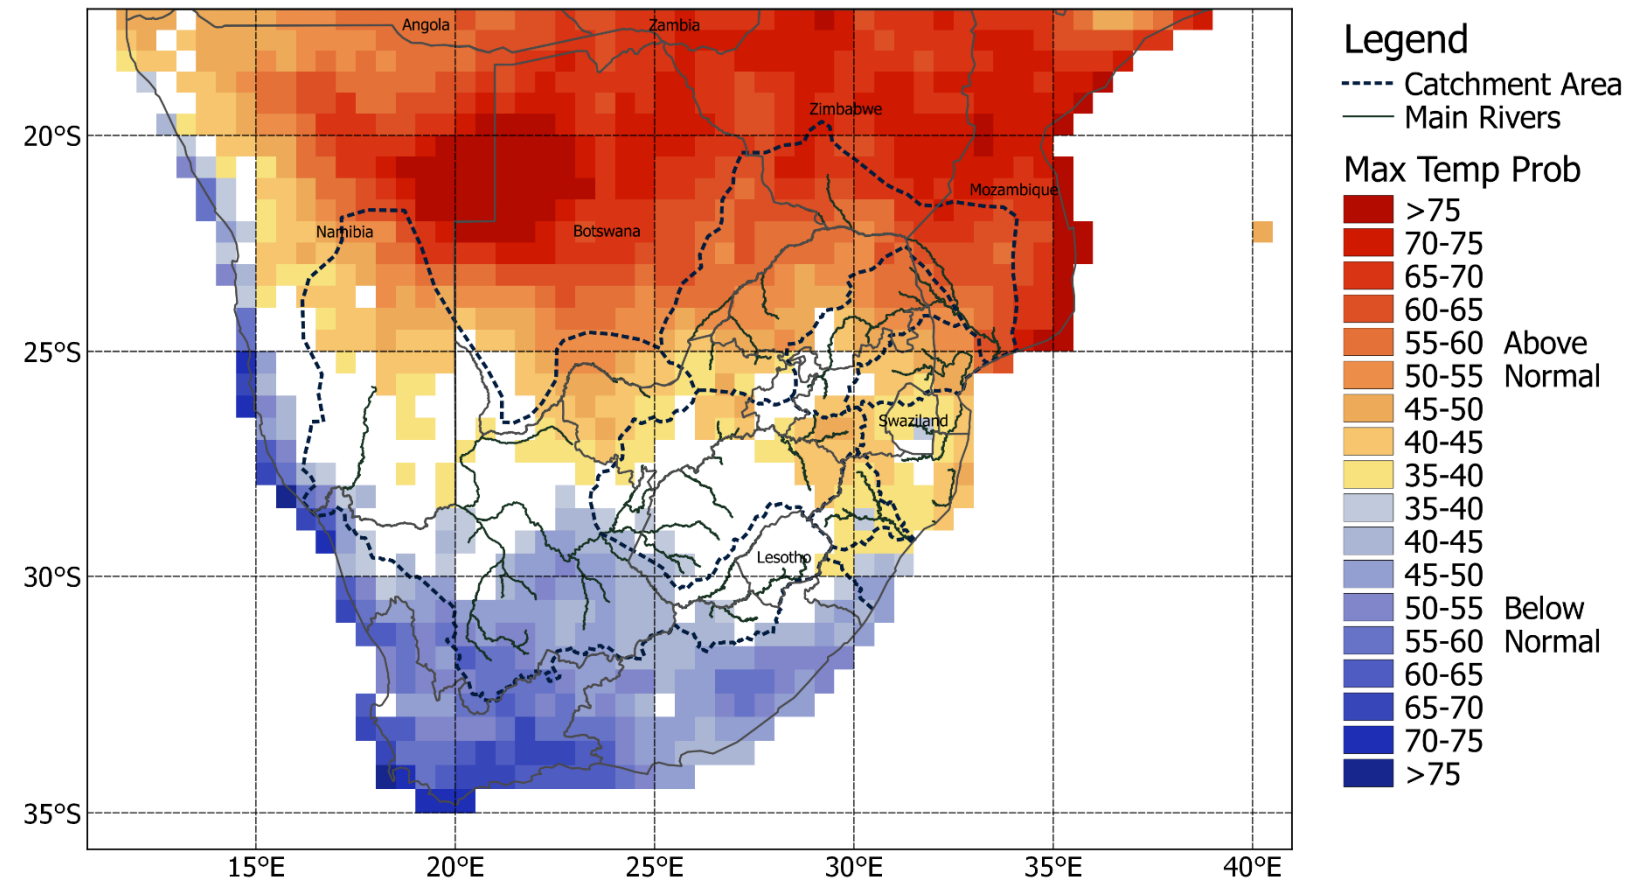 Angola
Zambia
Zimbabwe
Mozambique
Namibia
Botswana
Swaziland
Lesotho
20°S
25°S
30°S
35°S
15°E
20°E
25°E
30°E
35°E
40°E
Legend
Catchment Area
Main Rivers
Max Temp Prob
>75
70-75
65-70
60-65
55-60 Above
50-55 Normal
45-50
40-45
35-40
35-40
40-45
45-50
50-55 Below
55-60 Normal
60-65
65-70
70-75
>75